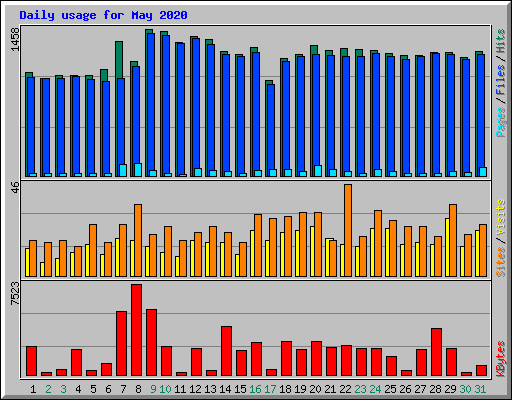 Daily usage for May 2020
1458
Pages / Files / Hits
46
Sites / Visits
7523
KBytes
1 2 3 4 5 6 7 8 9 10 11 12 13 14 15 16 17 18 19 20 21 22 23 24 25 26 27 28 29 30 31